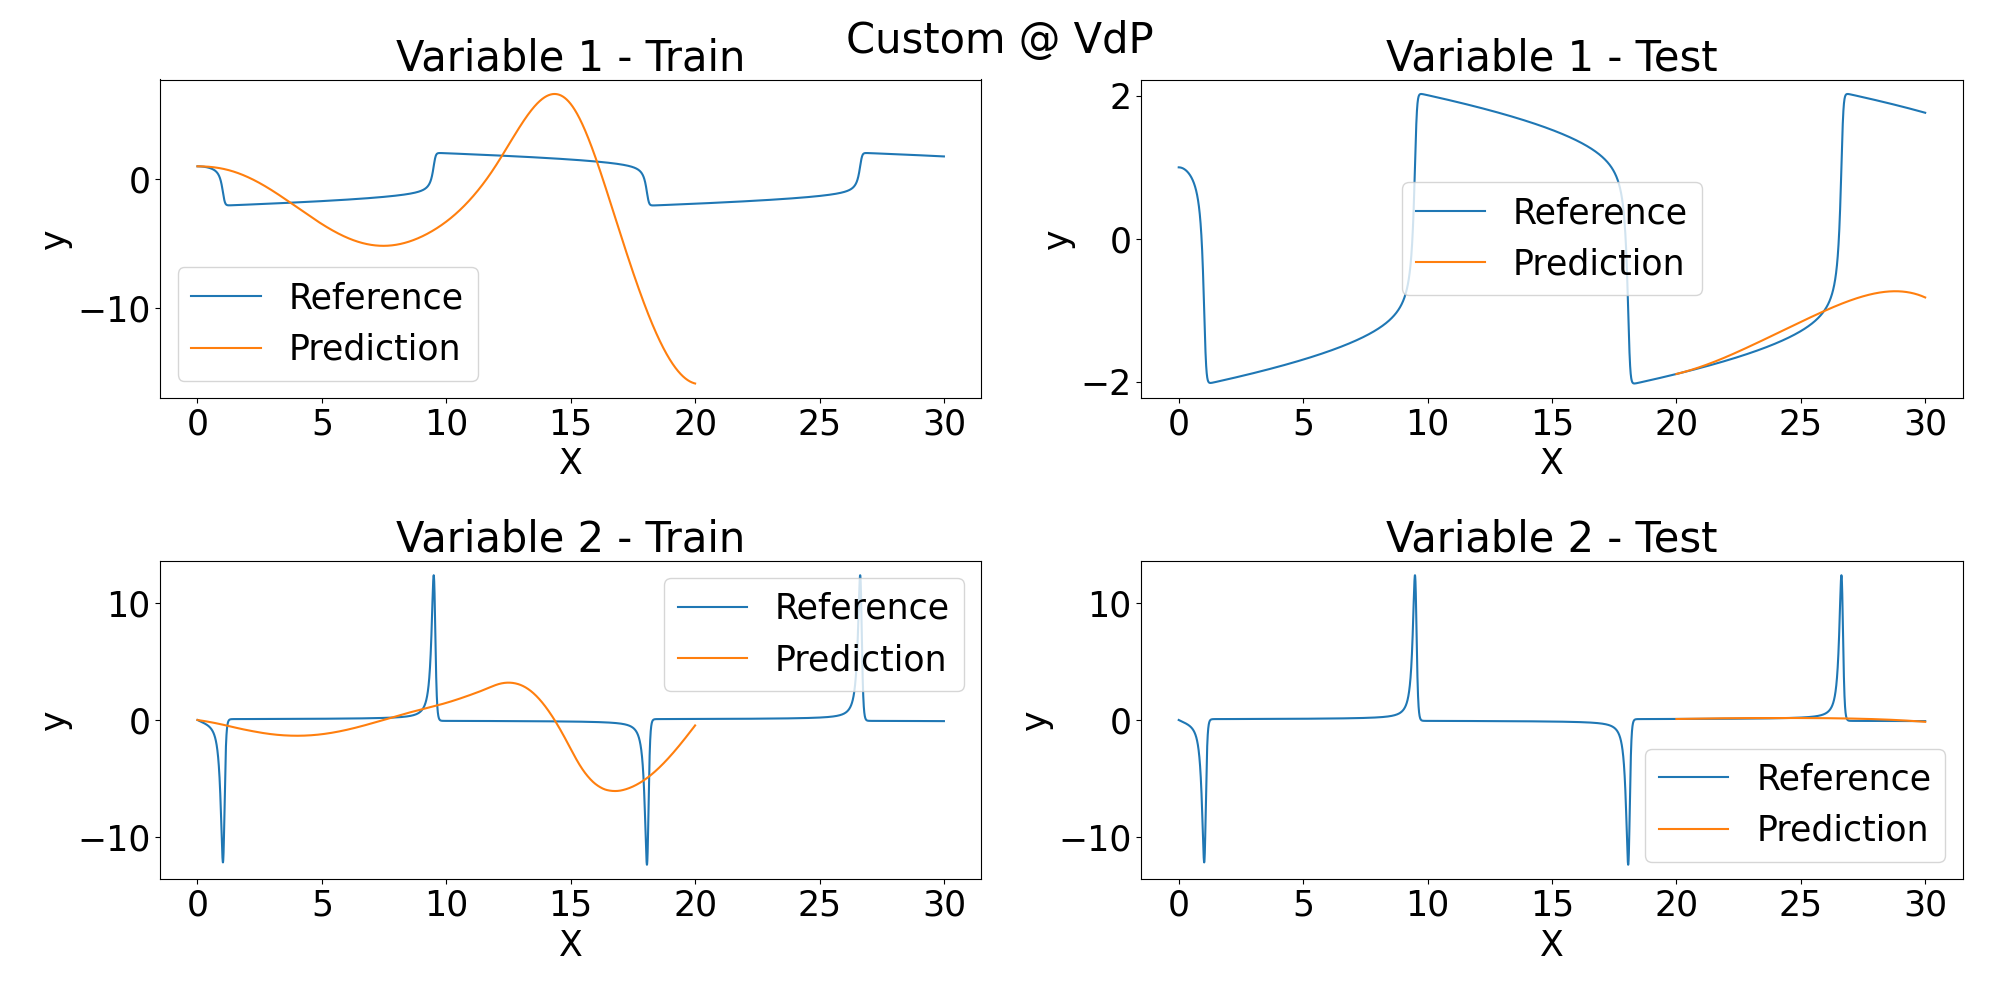 Custom @ VdP
Variable 1 - Train
0
−10
y
Reference
Prediction
0 5 10 15 20 25 30
X
Variable 1 - Test
2
0
−2
y
Reference
Prediction
0 5 10 15 20 25 30
X
Variable 2 - Train
10
0
−10
y
Reference
Prediction
0 5 10 15 20 25 30
X
Variable 2 - Test
10
0
−10
y
Reference
Prediction
0 5 10 15 20 25 30
X